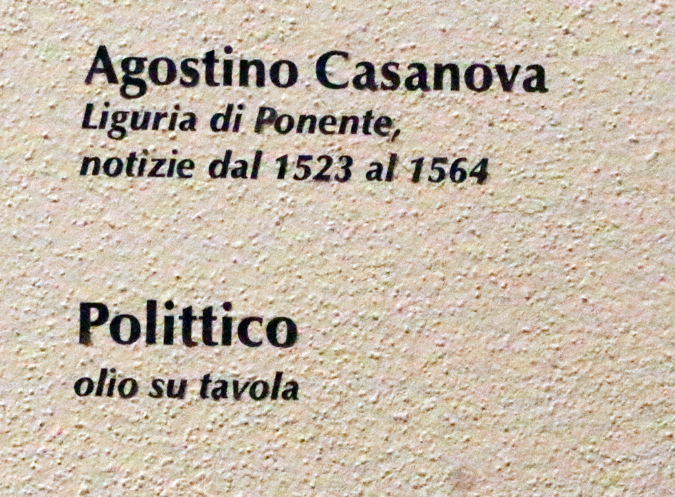 Agostino Casanova
Liguria di Ponente,
notizie dal 1523 al 1564
Polittico
olio su tavola